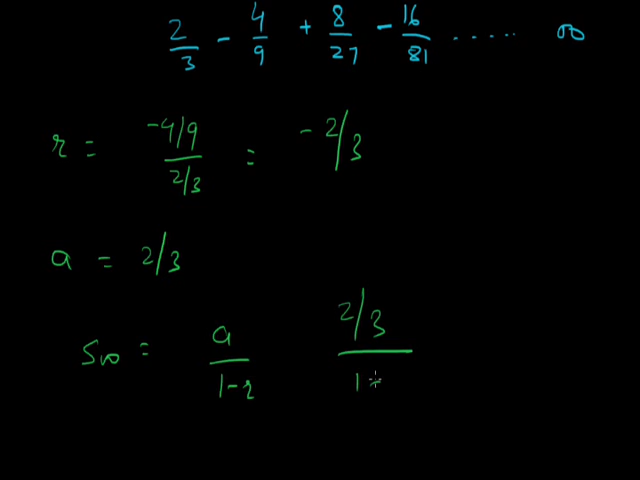 2/3 - 4/9 + 8/27 - 16/81 ..... ∞
r = (-4/9)/(2/3) = -2/3
a = 2/3
S∞ = a/(1-r) (2/3)/(1